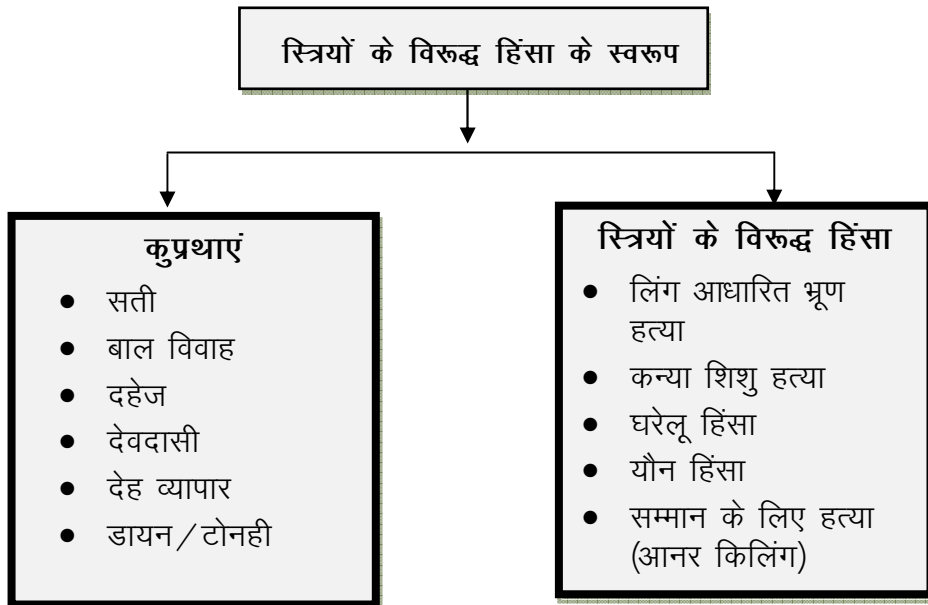 स्त्रियों के विरूद्ध हिंसा के स्वरूप
कुप्रथाएं
• सती
• बाल विवाह
• दहेज
• देवदासी
• देह व्यापार
• डायन/टोनही
स्त्रियों के विरूद्ध हिंसा
• लिंग आधारित भ्रूण
हत्या
• कन्या शिशु हत्या
• घरेलू हिंसा
• यौन हिंसा
• सम्मान के लिए हत्या
(आनर किलिंग)